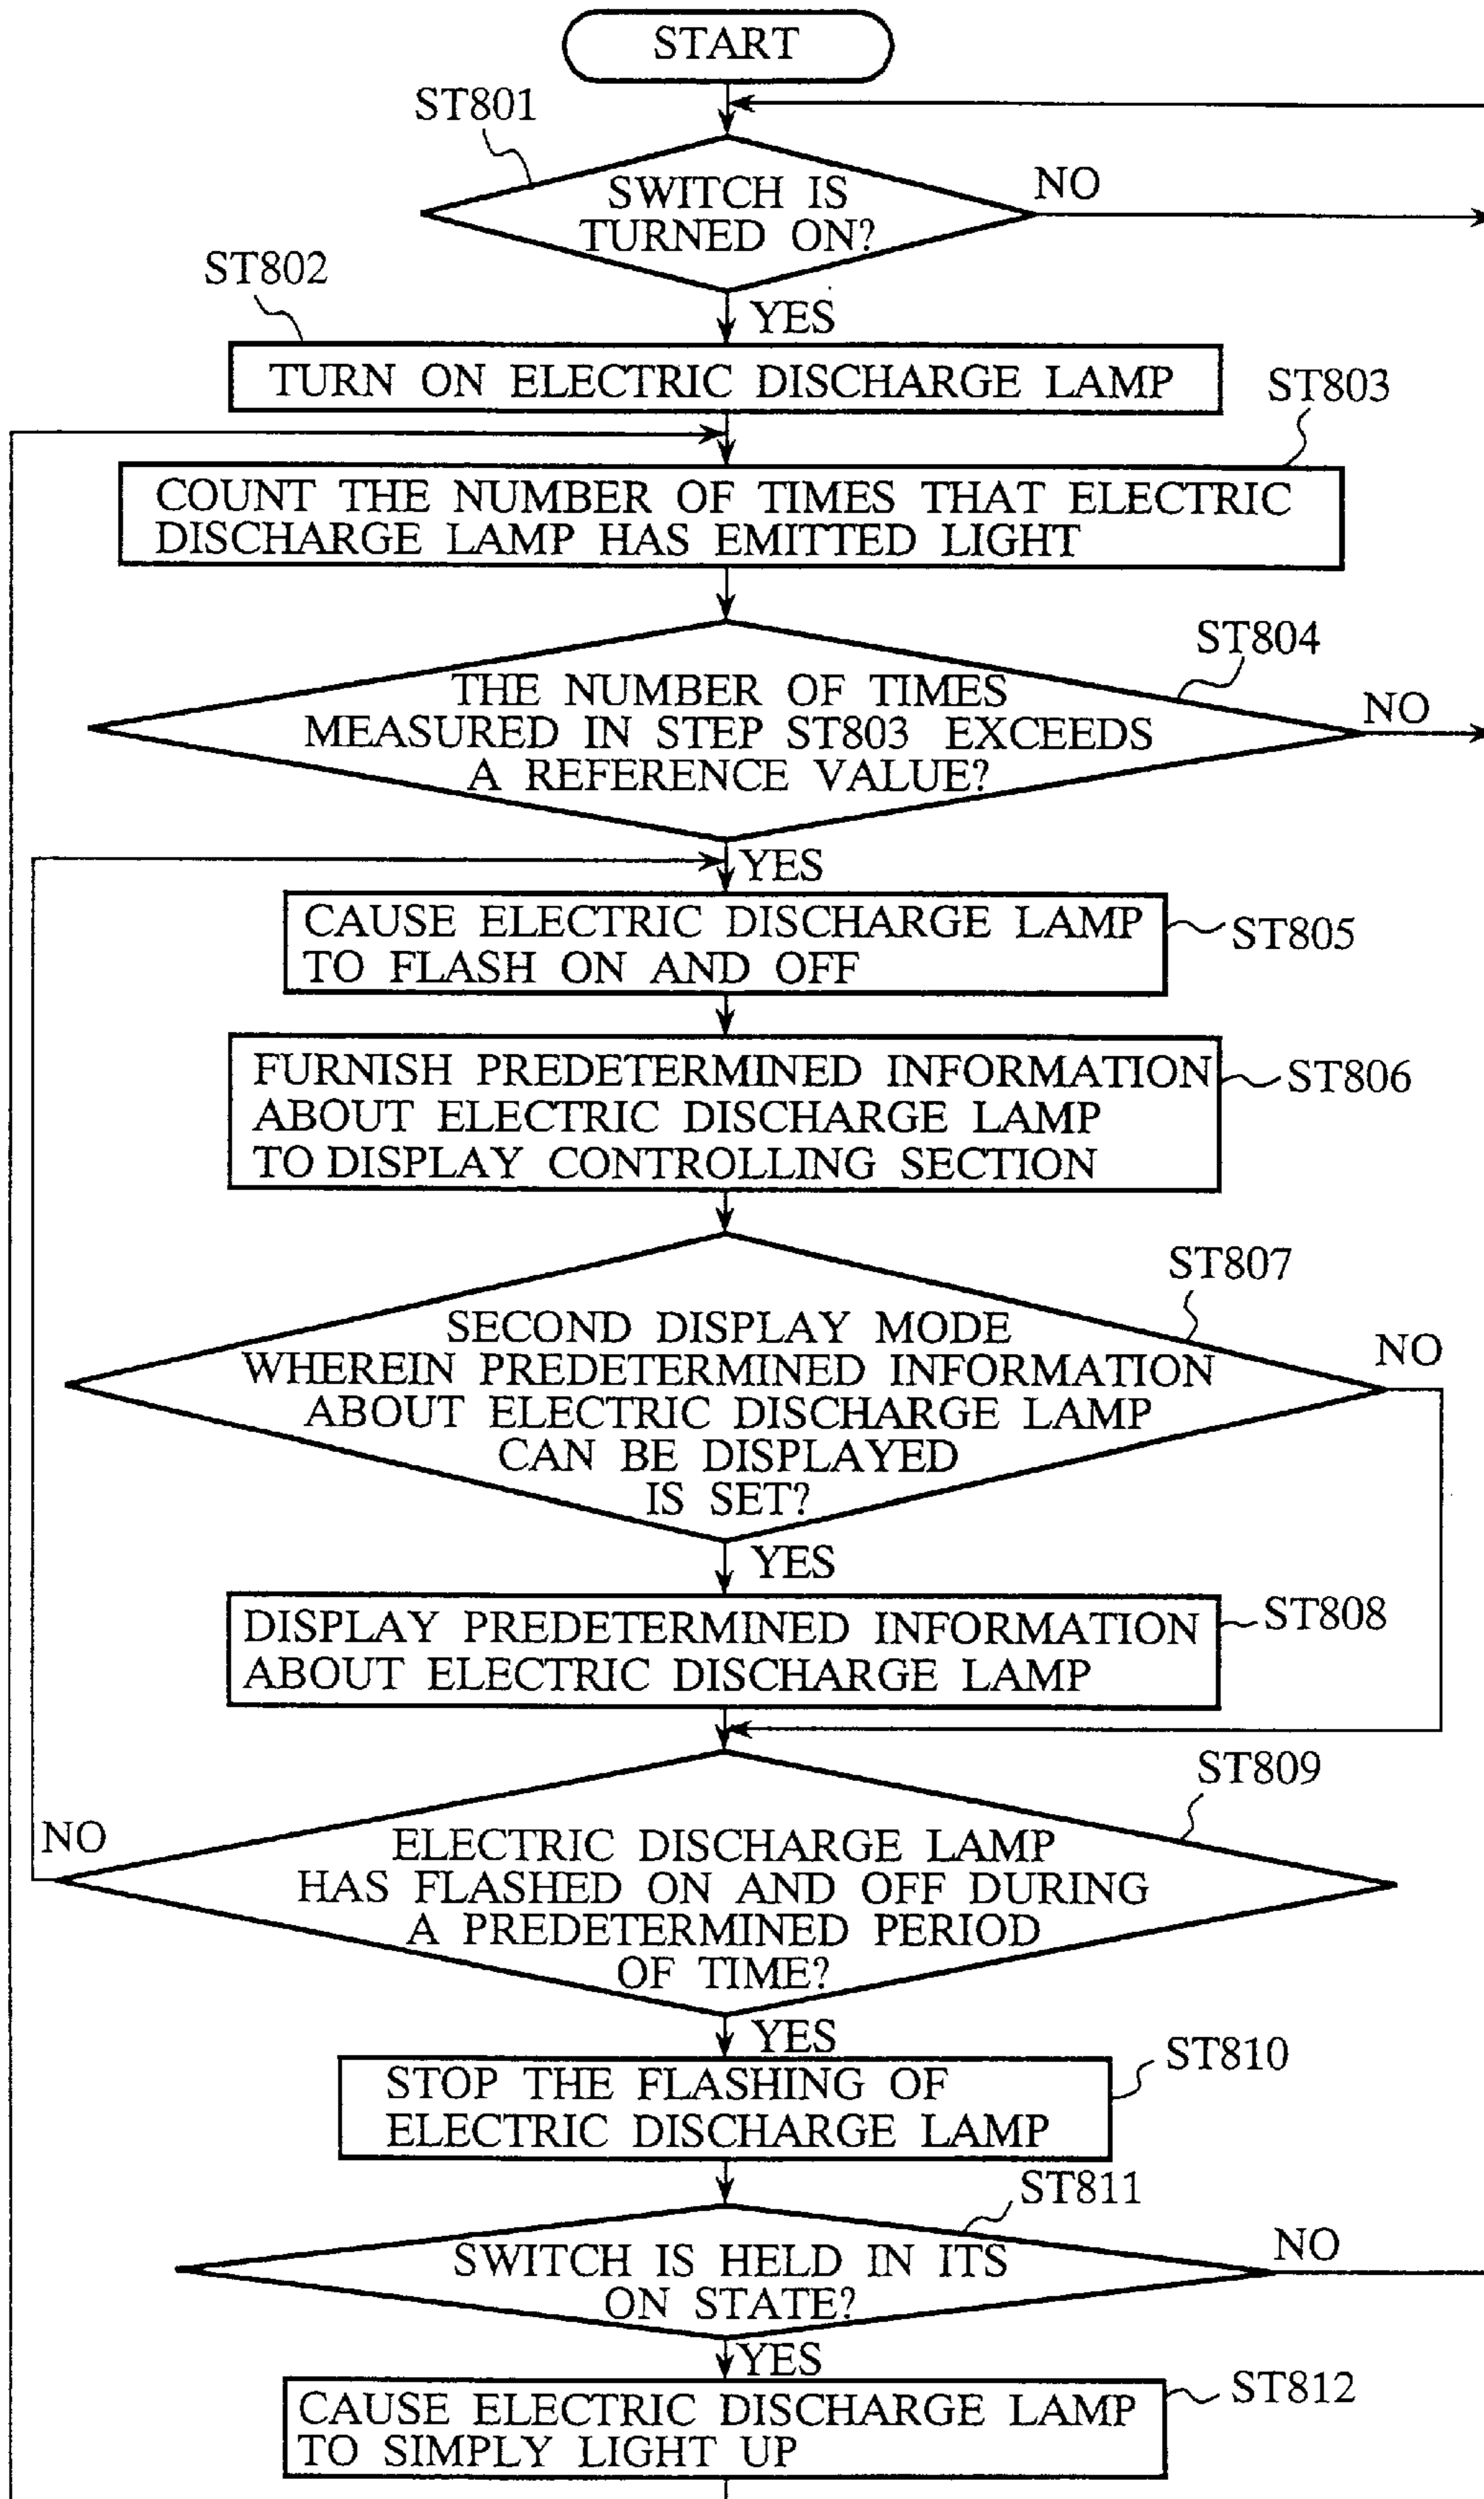 START
ST801
SWITCH IS
TURNED ON?
NO
YES
ST802
TURN ON ELECTRIC DISCHARGE LAMP
ST803
COUNT THE NUMBER OF TIMES THAT ELECTRIC
DISCHARGE LAMP HAS EMITTED LIGHT
ST804
THE NUMBER OF TIMES
MEASURED IN STEP ST803 EXCEEDS
A REFERENCE VALUE?
NO
YES
CAUSE ELECTRIC DISCHARGE LAMP
TO FLASH ON AND OFF
ST805
FURNISH PREDETERMINED INFORMATION
ABOUT ELECTRIC DISCHARGE LAMP
TO DISPLAY CONTROLLING SECTION
ST806
ST807
SECOND DISPLAY MODE
WHEREIN PREDETERMINED INFORMATION
ABOUT ELECTRIC DISCHARGE LAMP
CAN BE DISPLAYED
IS SET?
NO
YES
DISPLAY PREDETERMINED INFORMATION
ABOUT ELECTRIC DISCHARGE LAMP
ST808
ST809
NO
ELECTRIC DISCHARGE LAMP
HAS FLASHED ON AND OFF DURING
A PREDETERMINED PERIOD
OF TIME?
YES
STOP THE FLASHING OF
ELECTRIC DISCHARGE LAMP
ST810
ST811
SWITCH IS HELD IN ITS
ON STATE?
NO
YES
CAUSE ELECTRIC DISCHARGE LAMP
TO SIMPLY LIGHT UP
ST812